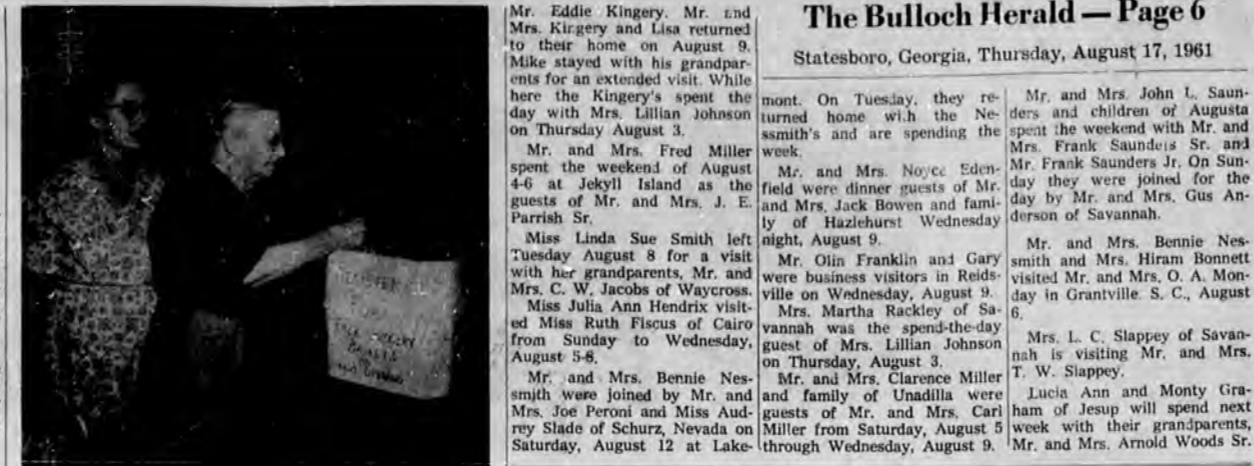 Mr. Eddie Kingery. Mr. and
Mrs. Kingery and Lisa returned
to their home on August 9.
Mike stayed with his grandpar-
ents for an extended visit. While
here the Kingery's spent the
day with Mrs. Lillian Johnson
on Thursday August 3.
Mr. and Mrs. Fred Miller
spent the weekend of August
4-6 at Jekyll Island as the
guests of Mr. and Mrs. J. E.
Parrish Sr.
Miss Linda Sue Smith left
Tuesday August 8 for a visit
with her grandparents, Mr. and
Mrs. C. W. Jacobs of Waycross.
Miss Julia Ann Hendrix visit-
ed Miss Ruth Fiscus of Cairo
from Sunday to Wednesday,
August 5-8.
Mr. and Mrs. Bennie Nes-
smith were joined by Mr. and
Mrs. Joe Peroni and Miss Aud-
rey Slade of Schurz, Nevada on
Saturday, August 12 at Lake-
The Bulloch Herald — Page 6
Statesboro, Georgia, Thursday, August 17, 1961
mont. On Tuesday, they re-
turned home with the Ne-
ssmith's and are spending the
week.
Mr. and Mrs. Noyce Eden-
field were dinner guests of Mr.
and Mrs. Jack Bowen and fami-
ly of Hazlehurst Wednesday
night, August 9.
Mr. Olin Franklin and Gary
were business visitors in Reids-
ville on Wednesday, August 9.
Mrs. Martha Rackley of Sa-
vannah was the spend-the-day
guest of Mrs. Lillian Johnson
on Thursday, August 3.
Mr. and Mrs. Clarence Miller
and family of Unadilla were
guests of Mr. and Mrs. Carl
Miller from Saturday, August 5
through Wednesday, August 9.
Mr. and Mrs. John L. Saun-
ders and children of Augusta
spent the weekend with Mr. and
Mrs. Frank Saunders Sr. and
Mr. Frank Saunders Jr. On Sun-
day they were joined for the
day by Mr. and Mrs. Gus An-
derson of Savannah.
Mr. and Mrs. Bennie Nes-
smith and Mrs. Hiram Bonnett
visited Mr. and Mrs. O. A. Mon-
day in Grantville S. C., August
6.
Mrs. L. C. Slappey of Savan-
nah is visiting Mr. and Mrs.
T. W. Slappey.
Lucia Ann and Monty Gra-
ham of Jesup will spend next
week with their grandparents,
Mr. and Mrs. Arnold Woods Sr.